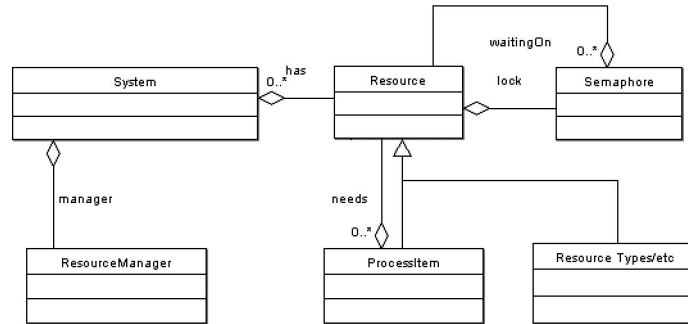 waitingOn
0..*
has
0..*
System
Resource
lock
Semaphore
manager
needs
0..*
ResourceManager
ProcessItem
Resource Types/etc